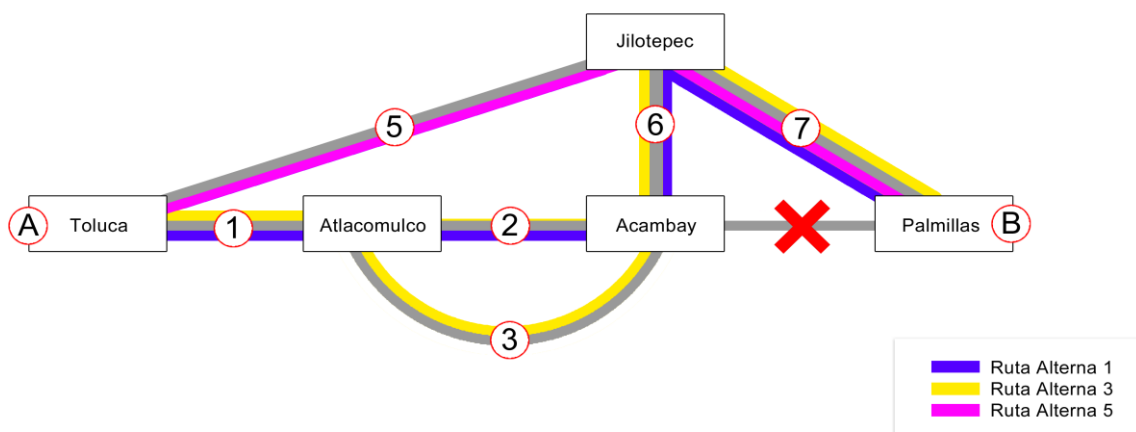 Jilotepec
5
6
7
A
Toluca
1
Atlacomulco
2
Acambay
Palmillas
B
3
Ruta Alterna 1
Ruta Alterna 3
Ruta Alterna 5